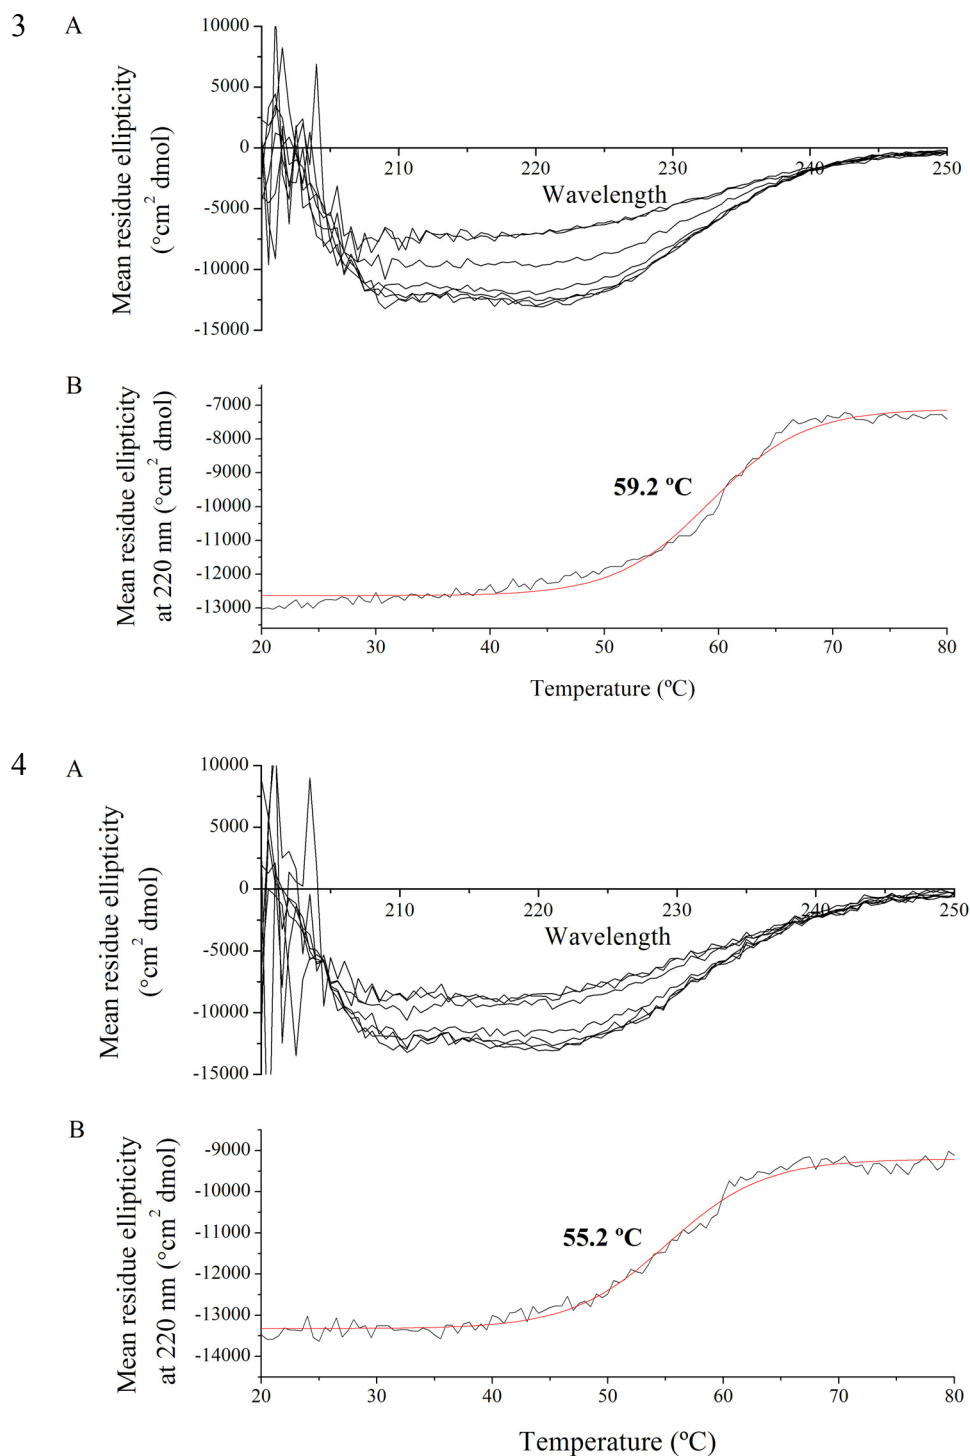 3 A
10000
5000
0
-5000
-10000
-15000
Mean residue ellipticity
(°cm² dmol)
210 220 230 240 250
Wavelength
B
-7000
-8000
-9000
-10000
-11000
-12000
-13000
Mean residue ellipticity
at 220 nm (°cm² dmol)
59.2 ºC
20 30 40 50 60 70 80
Temperature (ºC)
4 A
10000
5000
0
-5000
-10000
-15000
Mean residue ellipticity
(°cm² dmol)
210 220 230 240 250
Wavelength
B
-9000
-10000
-11000
-12000
-13000
-14000
Mean residue ellipticity
at 220 nm (°cm² dmol)
55.2 ºC
20 30 40 50 60 70 80
Temperature (ºC)